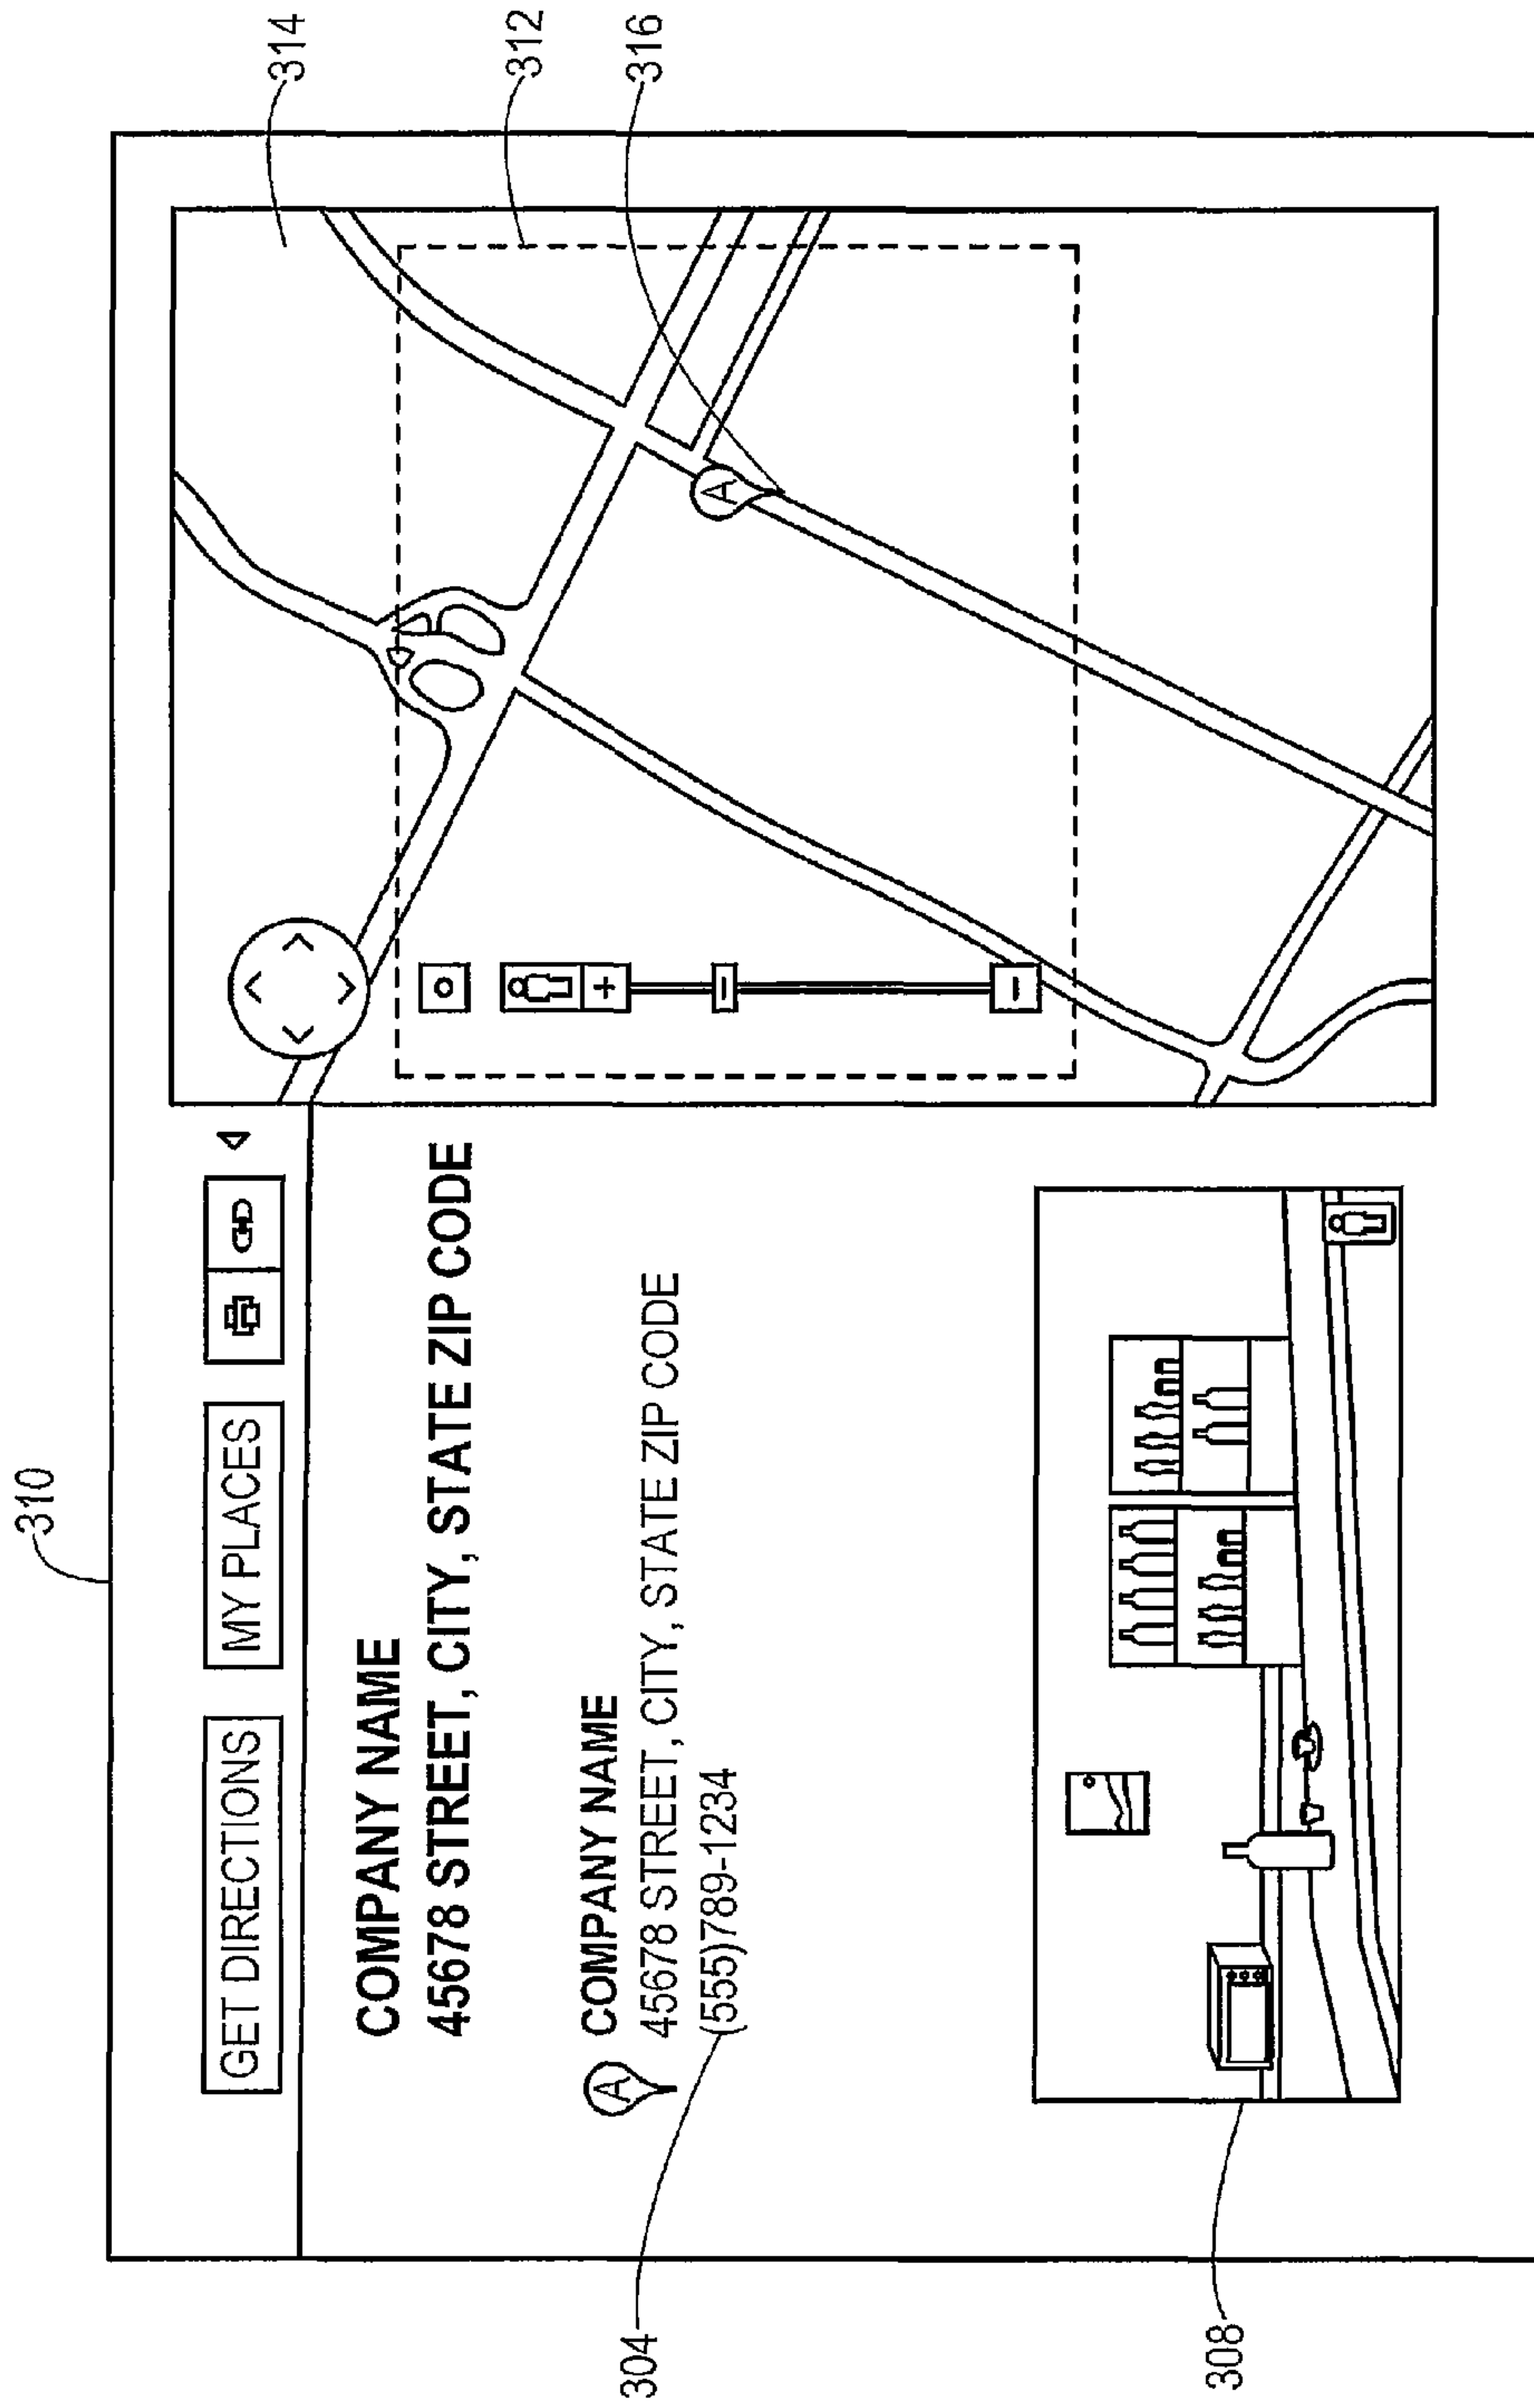 310
GET DIRECTIONS
MY PLACES
COMPANY NAME
45678 STREET, CITY, STATE ZIP CODE
A
COMPANY NAME
45678 STREET, CITY, STATE ZIP CODE
(555)789-1234
304
308
A
+
-
-
314
312
316